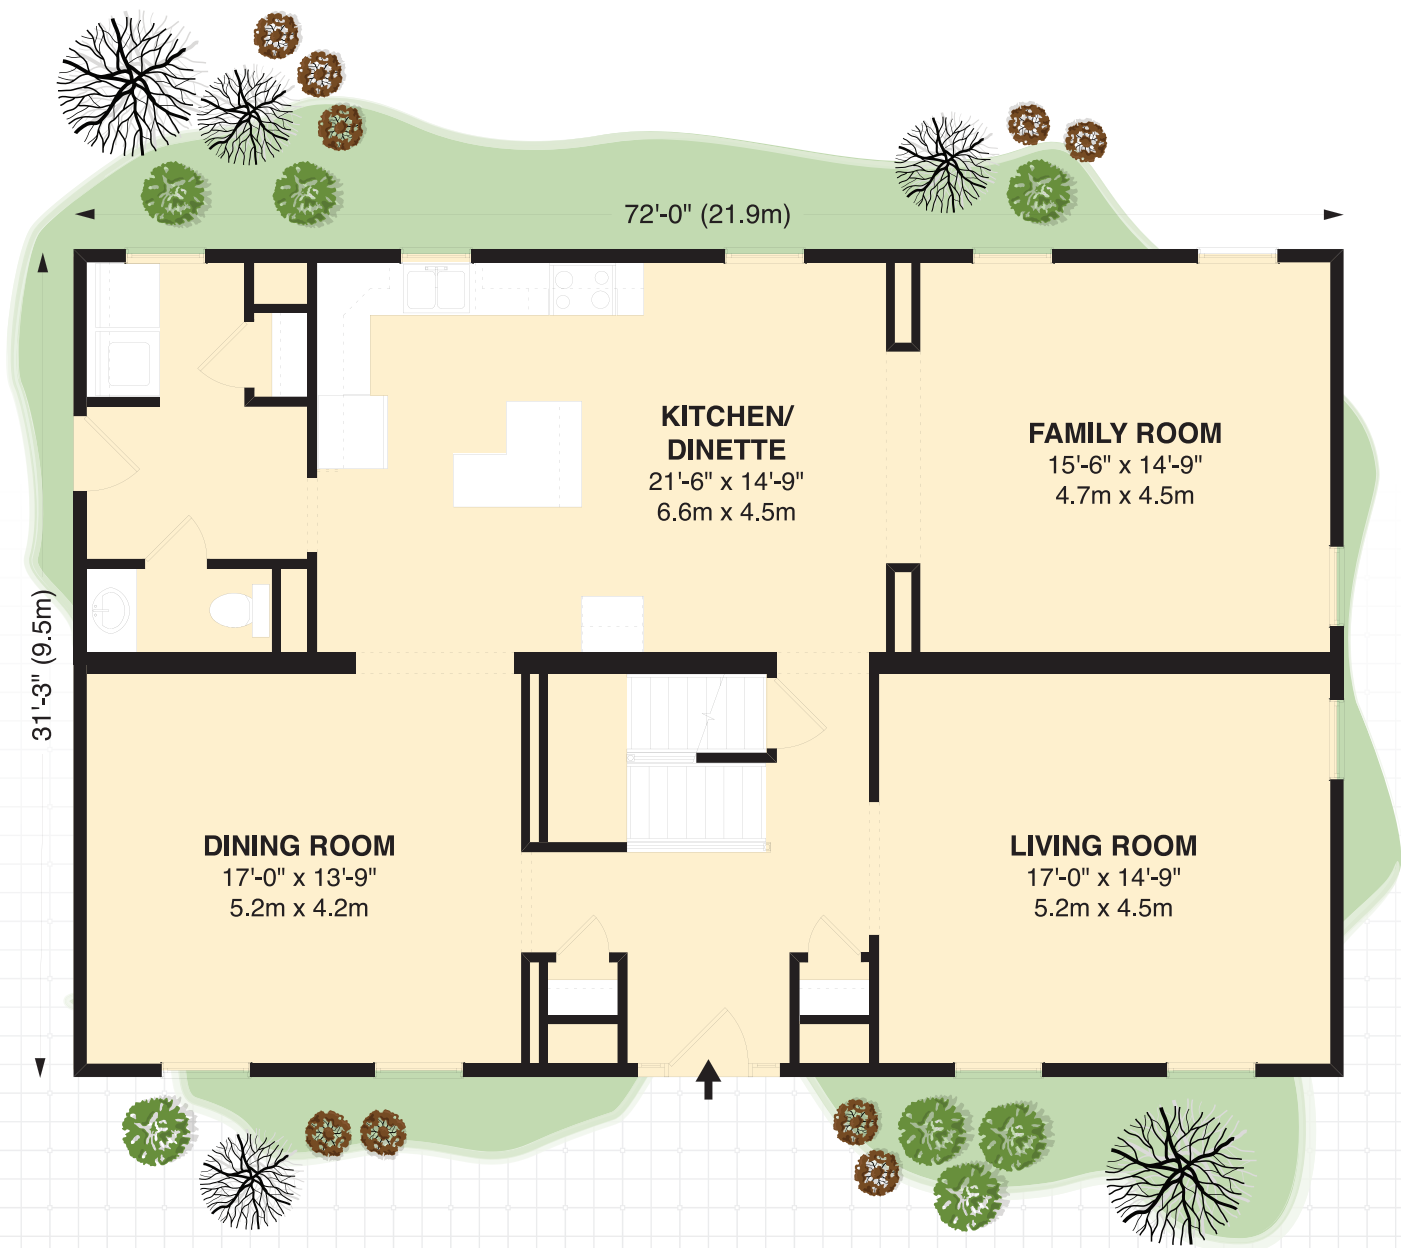 72'-0" (21.9m)
KITCHEN/
DINETTE
21'-6" x 14'-9"
6.6m x 4.5m
FAMILY ROOM
15'-6" x 14'-9"
4.7m x 4.5m
31'-3" (9.5m)
DINING ROOM
17'-0" x 13'-9"
5.2m x 4.2m
LIVING ROOM
17'-0" x 14'-9"
5.2m x 4.5m